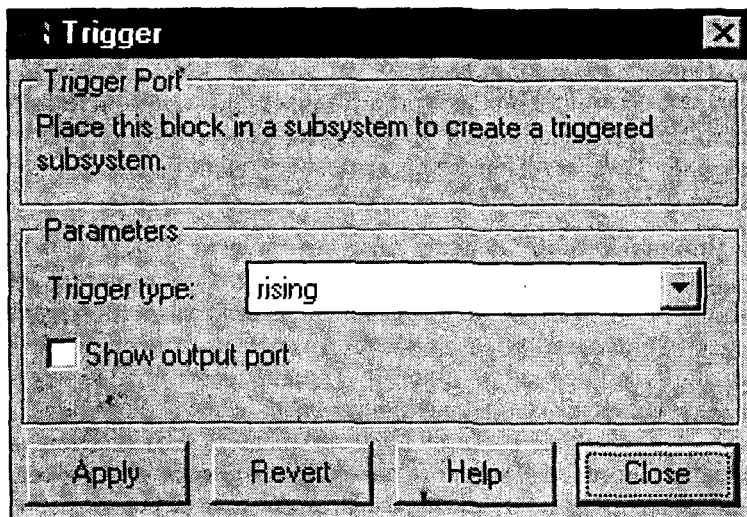 Trigger
Trigger Port
Place this block in a subsystem to create a triggered
subsystem.
Parameters
Trigger type: rising
Show output port
Apply Revert Help Close